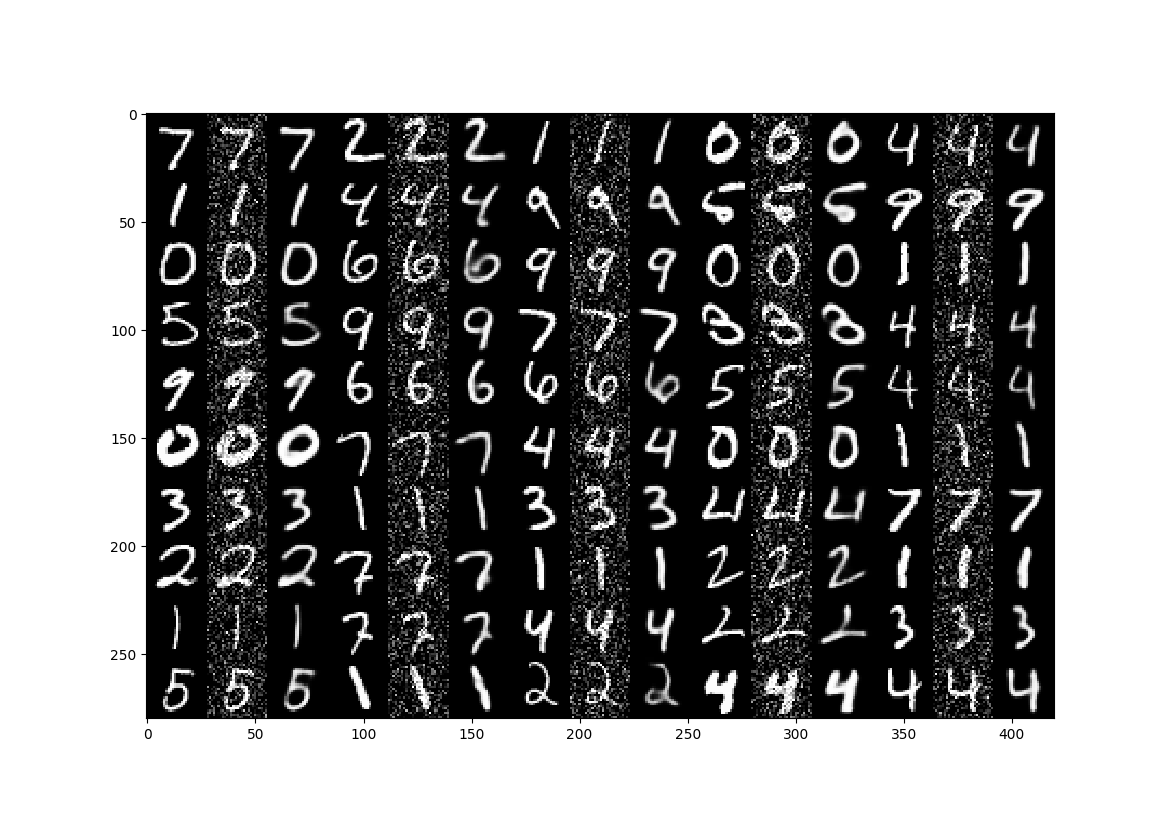 0
7 7 7 2 2 2 1 1 1 0 0 0 4 4 4
50 1 1 1 4 4 4 9 9 9 5 5 5 9 9 9
0 0 0 6 6 6 9 9 9 0 0 0 1 1 1
100 5 5 5 9 9 9 7 7 7 3 3 3 4 4 4
9 9 9 6 6 6 6 6 6 5 5 5 4 4 4
150 0 0 0 7 7 7 4 4 4 0 0 0 1 1 1
3 3 3 1 1 1 3 3 3 4 4 4 7 7 7
200
2 2 2 7 7 7 1 1 1 2 2 2 1 1 1
1 1 1 7 7 7 4 4 4 2 2 2 3 3 3
250
5 5 5 1 1 1 2 2 2 4 4 4 4 4 4
0 50 100 150 200 250 300 350 400